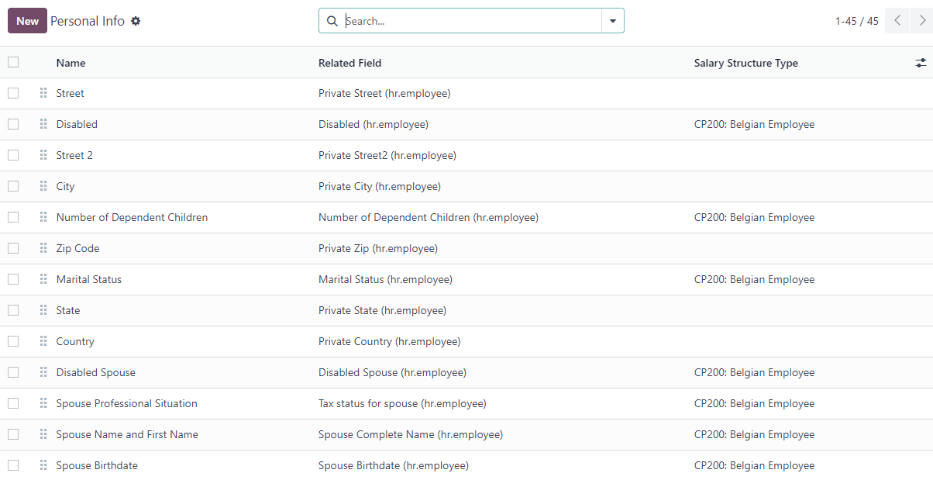 New Personal Info Search... 1-45 / 45
Name Related Field Salary Structure Type
Street Private Street (hr.employee)
Disabled Disabled (hr.employee) CP200: Belgian Employee
Street 2 Private Street2 (hr.employee)
City Private City (hr.employee)
Number of Dependent Children Number of Dependent Children (hr.employee) CP200: Belgian Employee
Zip Code Private Zip (hr.employee)
Marital Status Marital Status (hr.employee) CP200: Belgian Employee
State Private State (hr.employee)
Country Private Country (hr.employee)
Disabled Spouse Disabled Spouse (hr.employee) CP200: Belgian Employee
Spouse Professional Situation Tax status for spouse (hr.employee) CP200: Belgian Employee
Spouse Name and First Name Spouse Complete Name (hr.employee) CP200: Belgian Employee
Spouse Birthdate Spouse Birthdate (hr.employee) CP200: Belgian Employee